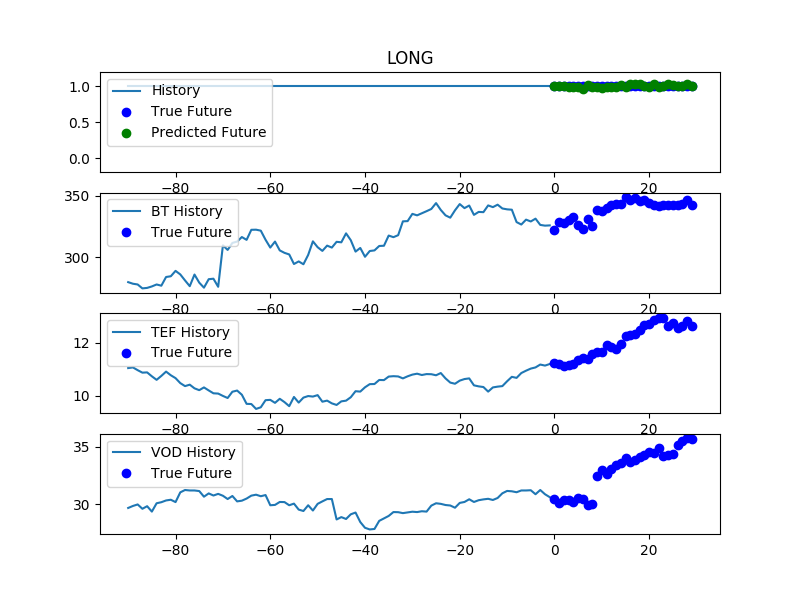 LONG
1.0
0.5
0.0
History
True Future
Predicted Future
−80 −60 −40 −20 0 20
350
300
BT History
True Future
−80 −60 −40 −20 0 20
12
10
TEF History
True Future
−80 −60 −40 −20 0 20
35
30
VOD History
True Future
−80 −60 −40 −20 0 20